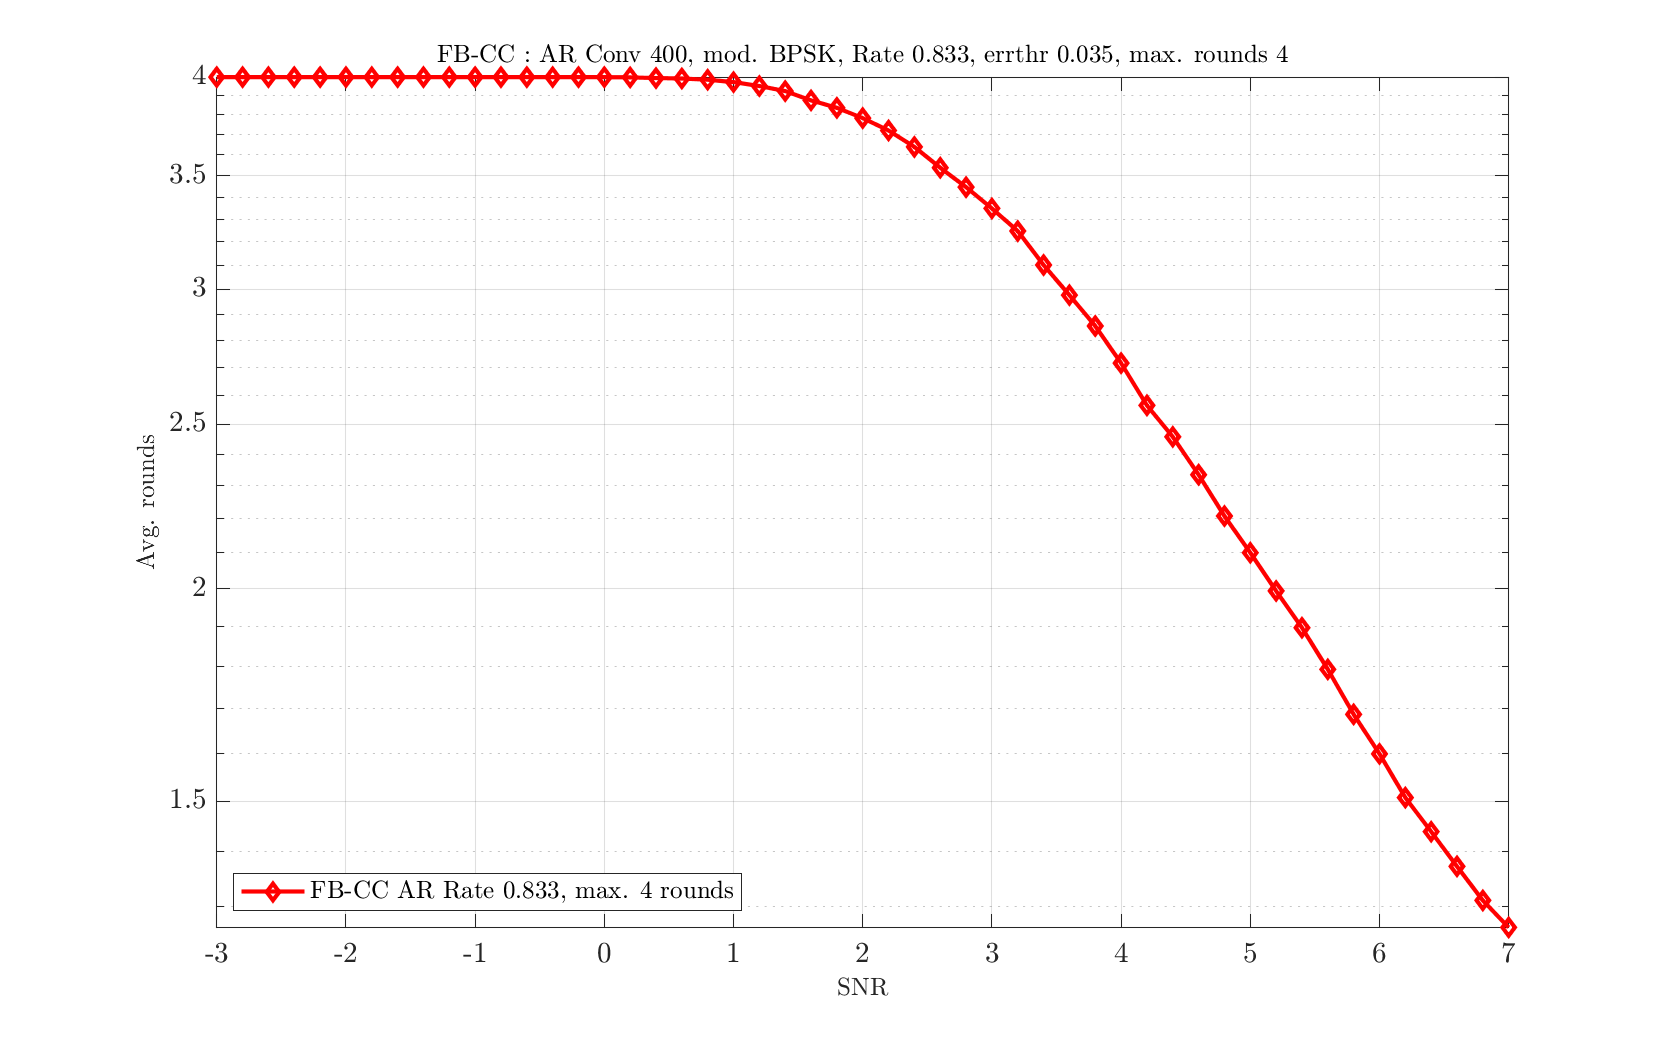 FB-CC : AR Conv 400, mod. BPSK, Rate 0.833, errthr 0.035, max. rounds 4
4
3.5
3
2.5
2
1.5
Avg. rounds
FB-CC AR Rate 0.833, max. 4 rounds
-3 -2 -1 0 1 2 3 4 5 6 7
SNR